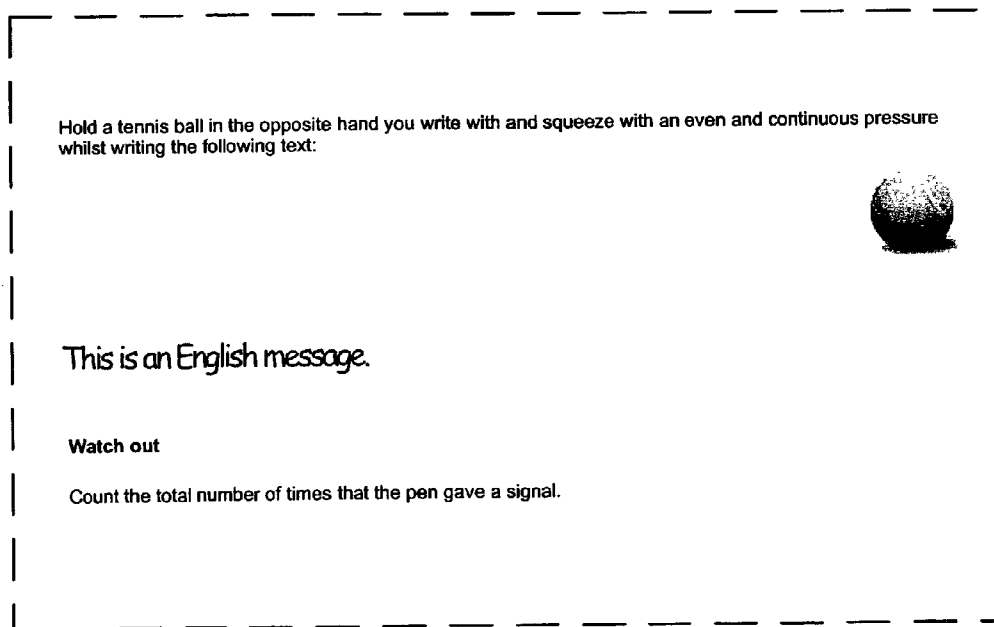 Hold a tennis ball in the opposite hand you write with and squeeze with an even and continuous pressure
whilst writing the following text:
This is an English message.
Watch out
Count the total number of times that the pen gave a signal.